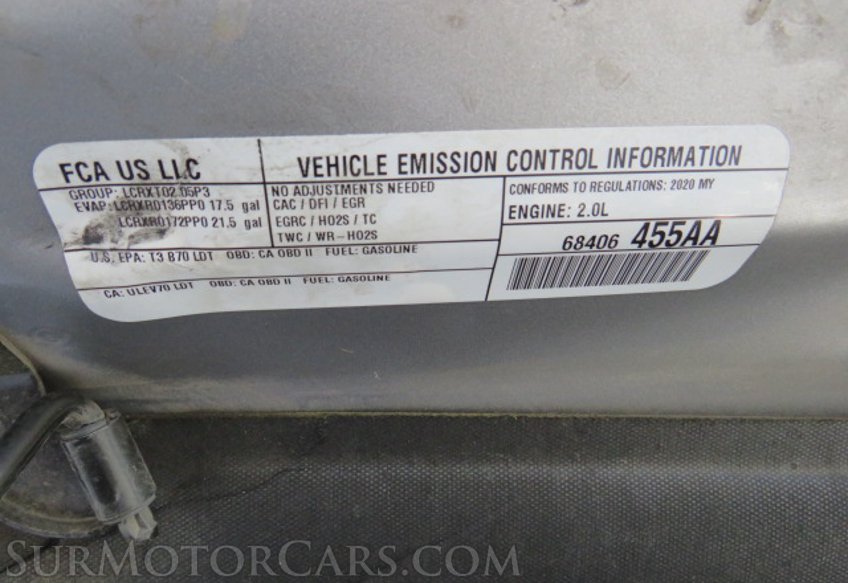 FCA US LLC
VEHICLE EMISSION CONTROL INFORMATION
GROUP: LCRXT02.05P3
EVAP: LCRXR0136PP0 17.5 gal
LCRXR0172PP0 21.5 gal
NO ADJUSTMENTS NEEDED
CAC / DFI / EGR
EGRC / HO2S / TC
TWC / WR-HO2S
CONFORMS TO REGULATIONS: 2020 MY
ENGINE: 2.0L
68406 455AA
U.S. EPA: T3 B70 LDT OBD: CA OBD II FUEL: GASOLINE
CA: ULEV70 LDT OBD: CA OBD II FUEL: GASOLINE
SURMOTORCARS.COM